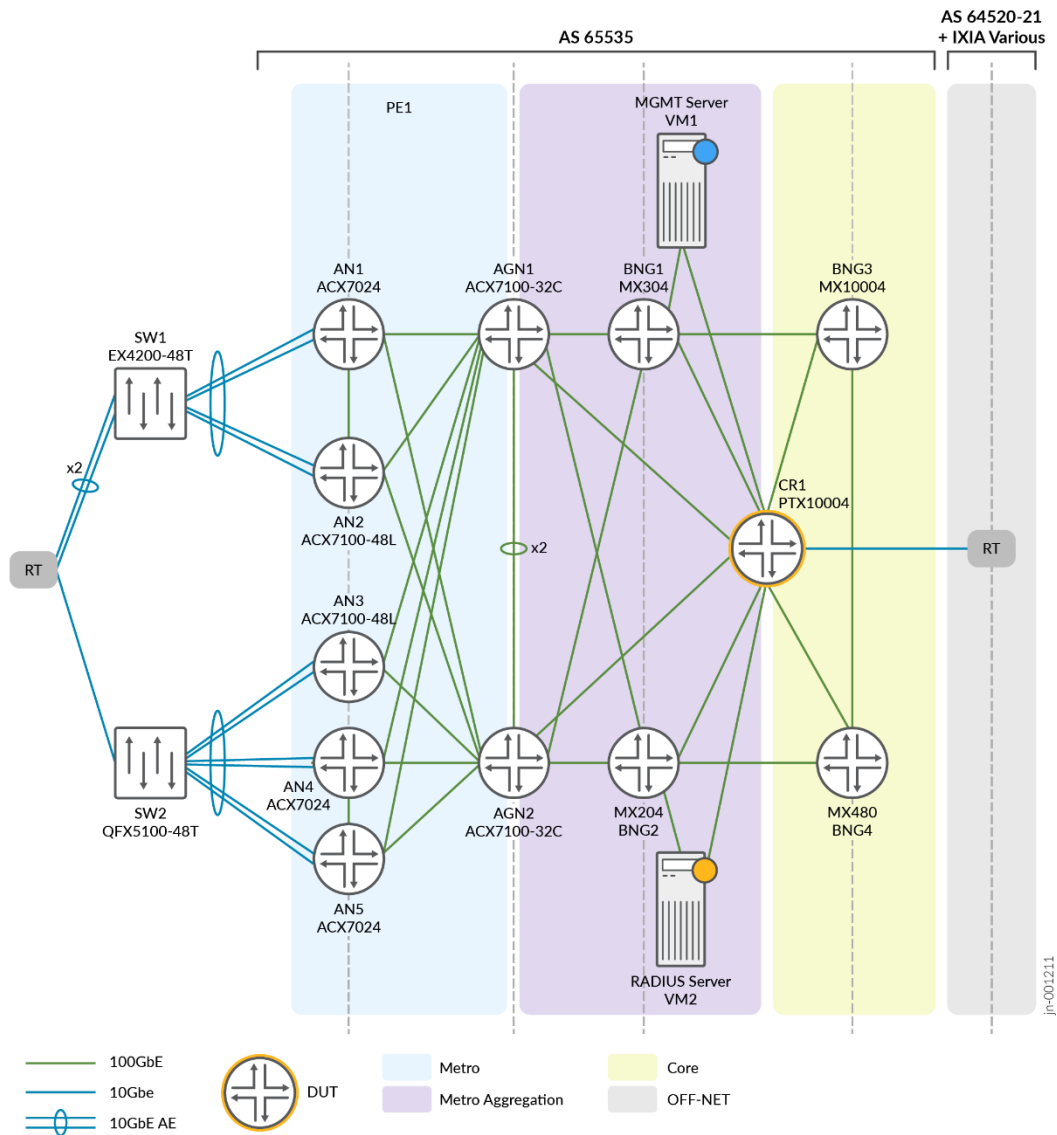 AS 65535
AS 64520-21
+ IXIA Various
PE1
MGMT Server
VM1
AN1
ACX7024
AGN1
ACX7100-32C
BNG1
MX304
BNG3
MX10004
SW1
EX4200-48T
x2
AN2
ACX7100-48L
CR1
PTX10004
x2
RT
RT
AN3
ACX7100-48L
AN4
ACX7024
SW2
QFX5100-48T
AGN2
ACX7100-32C
MX204
BNG2
MX480
BNG4
AN5
ACX7024
RADIUS Server
VM2
jn-001211
100GbE
10Gbe
10GbE AE
DUT
Metro
Metro Aggregation
Core
OFF-NET